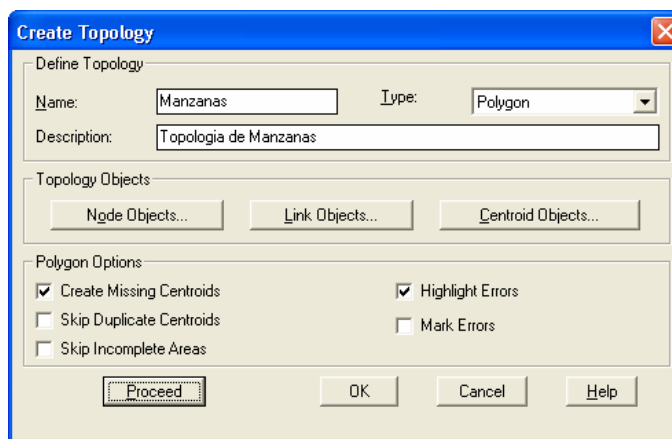 Create Topology
Define Topology
Name: Manzanas Type: Polygon
Description: Topologia de Manzanas
Topology Objects
Node Objects... Link Objects... Centroid Objects...
Polygon Options
Create Missing Centroids Highlight Errors
Skip Duplicate Centroids Mark Errors
Skip Incomplete Areas
Proceed OK Cancel Help